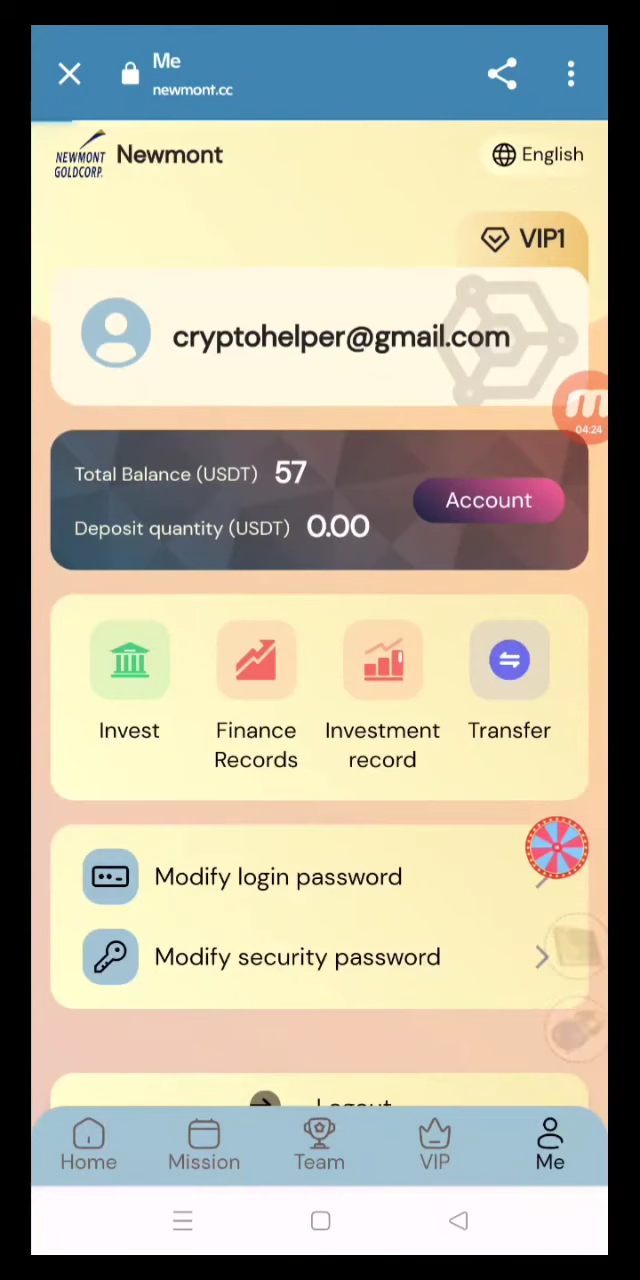 Me
newmont.cc
NEWMONT
GOLDCORP.
Newmont
English
VIP1
cryptohelper@gmail.com
04:24
Total Balance (USDT) 57
Account
Deposit quantity (USDT) 0.00
Invest
Finance
Records
Investment
record
Transfer
Modify login password
Modify security password
Logout
Home
Mission
Team
VIP
Me